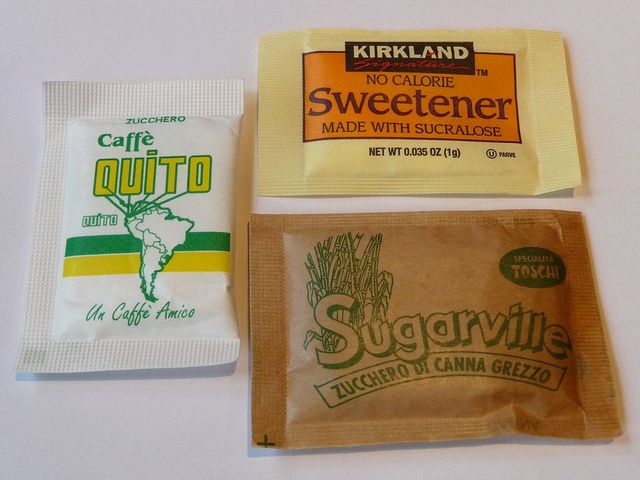 ZUCCHERO
Caffè
QUITO
QUITO
Un Caffè Amico
KIRKLAND
Signature
TM
NO CALORIE
Sweetener
MADE WITH SUCRALOSE
NET WT 0.035 OZ (1g)
U PARVE
SPECIALITÀ
TOSCHI
Sugarville
ZUCCHERO DI CANNA GREZZO